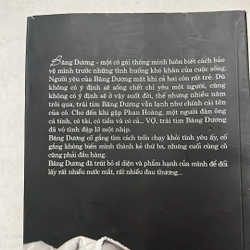 Băng Dương - một cô gái thông minh luôn biết cách bảo
vệ mình trước những tình huống khó khăn của cuộc sống.
Người yêu của Băng Dương mất khi cả hai còn rất trẻ. Dù
không có ý định sẽ sống chết chỉ yêu một người, cũng
không có ý định sẽ ở vậy suốt đời, thế nhưng nhiều năm
trôi qua, trái tim Băng Dương vẫn lạnh như chính cái tên
của cô. Cho đến khi gặp Phan Hoàng, một người đàn ông
cá tính, có tài, có tiền và có cả... VỢ, trái tim Băng Dương
đã vô tình đập lỡ một nhịp.
Băng Dương cố gắng tìm cách trốn chạy khỏi tình yêu ấy,
cố gắng không biến mình thành kẻ thứ ba, nhưng cuối cùng cô
cũng phải đầu hàng.
Băng Dương đã trút bỏ sĩ diện và phẩm hạnh của mình để đổi
lấy rất nhiều nước mắt, rất nhiều đau thương...